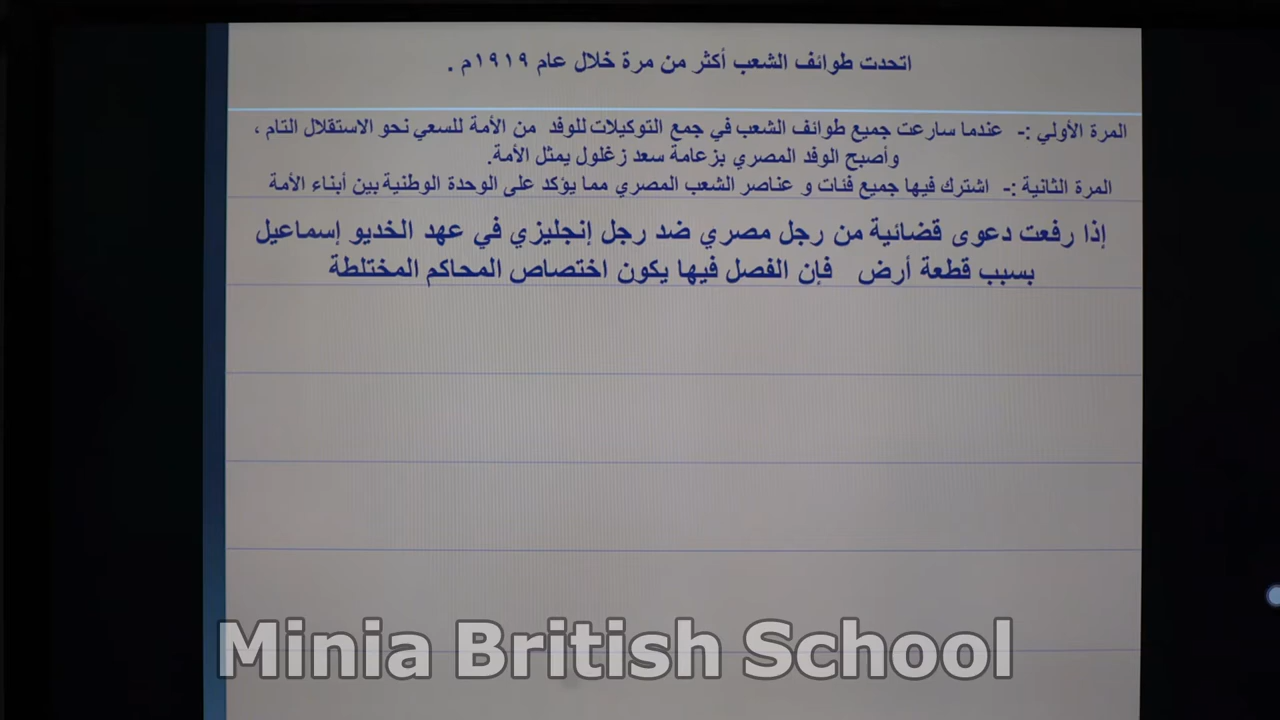 اتحدت طوائف الشعب أكثر من مرة خلال عام ١٩١٩م .
المرة الأولي :- عندما سارعت جميع طوائف الشعب في جمع التوكيلات للوفد من الأمة للسعي نحو الاستقلال التام ،
وأصبح الوفد المصري بزعامة سعد زغلول يمثل الأمة.
المرة الثانية :- اشترك فيها جميع فئات و عناصر الشعب المصري مما يؤكد على الوحدة الوطنية بين أبناء الأمة
إذا رفعت دعوى قضائية من رجل مصري ضد رجل إنجليزي في عهد الخديو إسماعيل
بسبب قطعة أرض فإن الفصل فيها يكون اختصاص المحاكم المختلطة
Minia British School